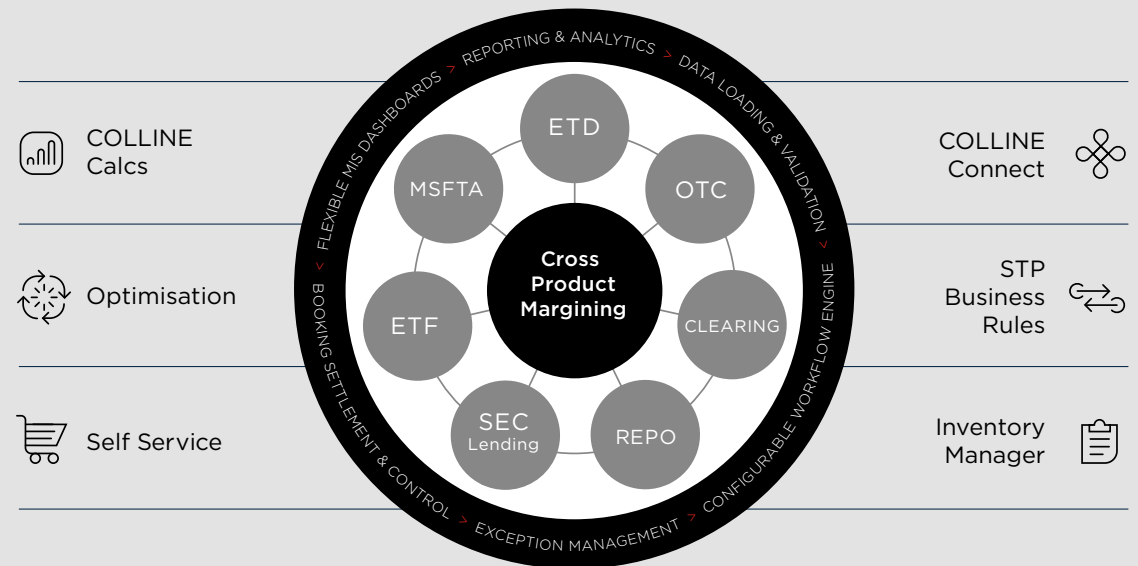 REPORTING & ANALYTICS > DATA LOADING & VALIDATION > CONFIGURABLE WORKFLOW ENGINE > EXCEPTION MANAGEMENT > BOOKING SETTLEMENT & CONTROL > FLEXIBLE MIS DASHBOARDS >
COLLINE
Calcs
Optimisation
Self Service
ETD
OTC
CLEARING
REPO
SEC
Lending
ETF
MSFTA
Cross
Product
Margining
COLLINE
Connect
STP
Business
Rules
Inventory
Manager